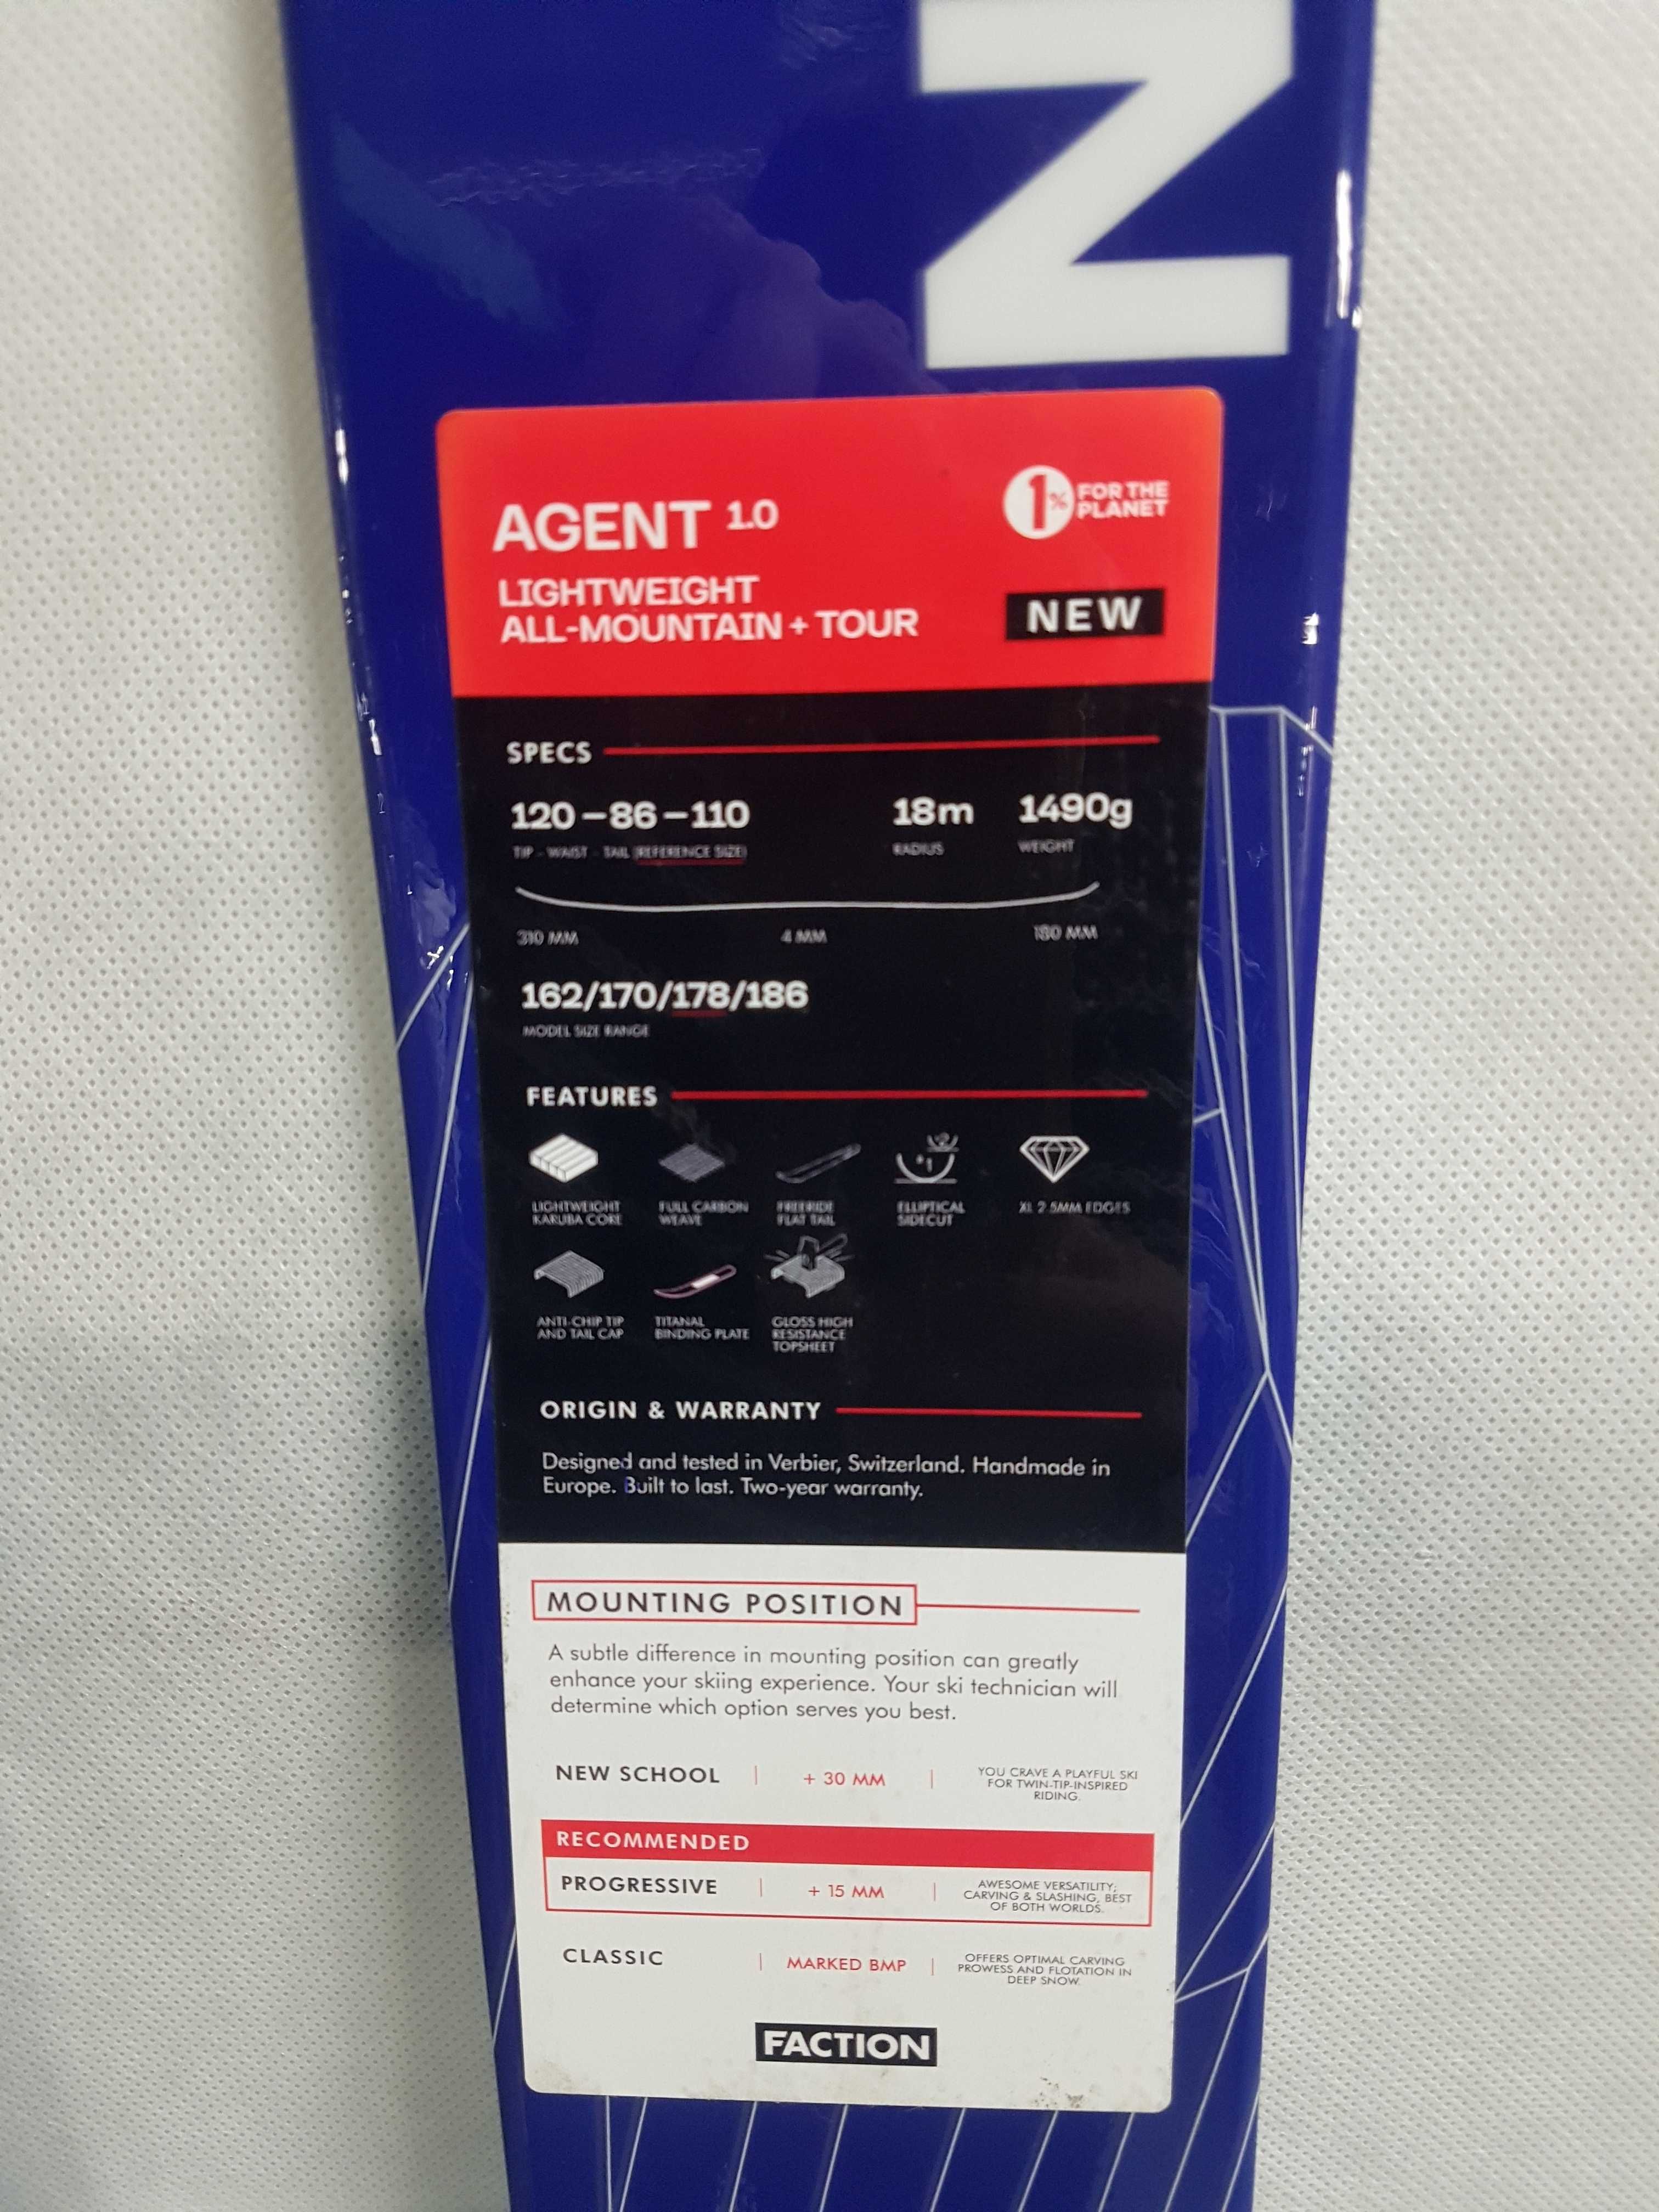 N
AGENT 1.0
1% FOR THE
PLANET
LIGHTWEIGHT
ALL-MOUNTAIN + TOUR
NEW
SPECS
120 – 86 – 110
18m
1490g
TIP - WAIST - TAIL (REFERENCE SIZE)
RADIUS
WEIGHT
310 MM
4 MM
180 MM
162/170/178/186
MODEL SIZE RANGE
FEATURES
LIGHTWEIGHT
KARUBA CORE
FULL CARBON
WEAVE
FREERIDE
FLAT TAIL
ELLIPTICAL
SIDECUT
XL 2.5MM EDGES
ANTI-CHIP TIP
AND TAIL CAP
TITANAL
BINDING PLATE
GLOSS HIGH
RESISTANCE
TOPSHEET
ORIGIN & WARRANTY
Designed and tested in Verbier, Switzerland. Handmade in
Europe. Built to last. Two-year warranty.
MOUNTING POSITION
A subtle difference in mounting position can greatly
enhance your skiing experience. Your ski technician will
determine which option serves you best.
NEW SCHOOL
+ 30 MM
YOU CRAVE A PLAYFUL SKI
FOR TWIN-TIP-INSPIRED
RIDING.
RECOMMENDED
PROGRESSIVE
+ 15 MM
AWESOME VERSATILITY;
CARVING & SLASHING, BEST
OF BOTH WORLDS.
CLASSIC
MARKED BMP
OFFERS OPTIMAL CARVING
PROWESS AND FLOTATION IN
DEEP SNOW.
FACTION